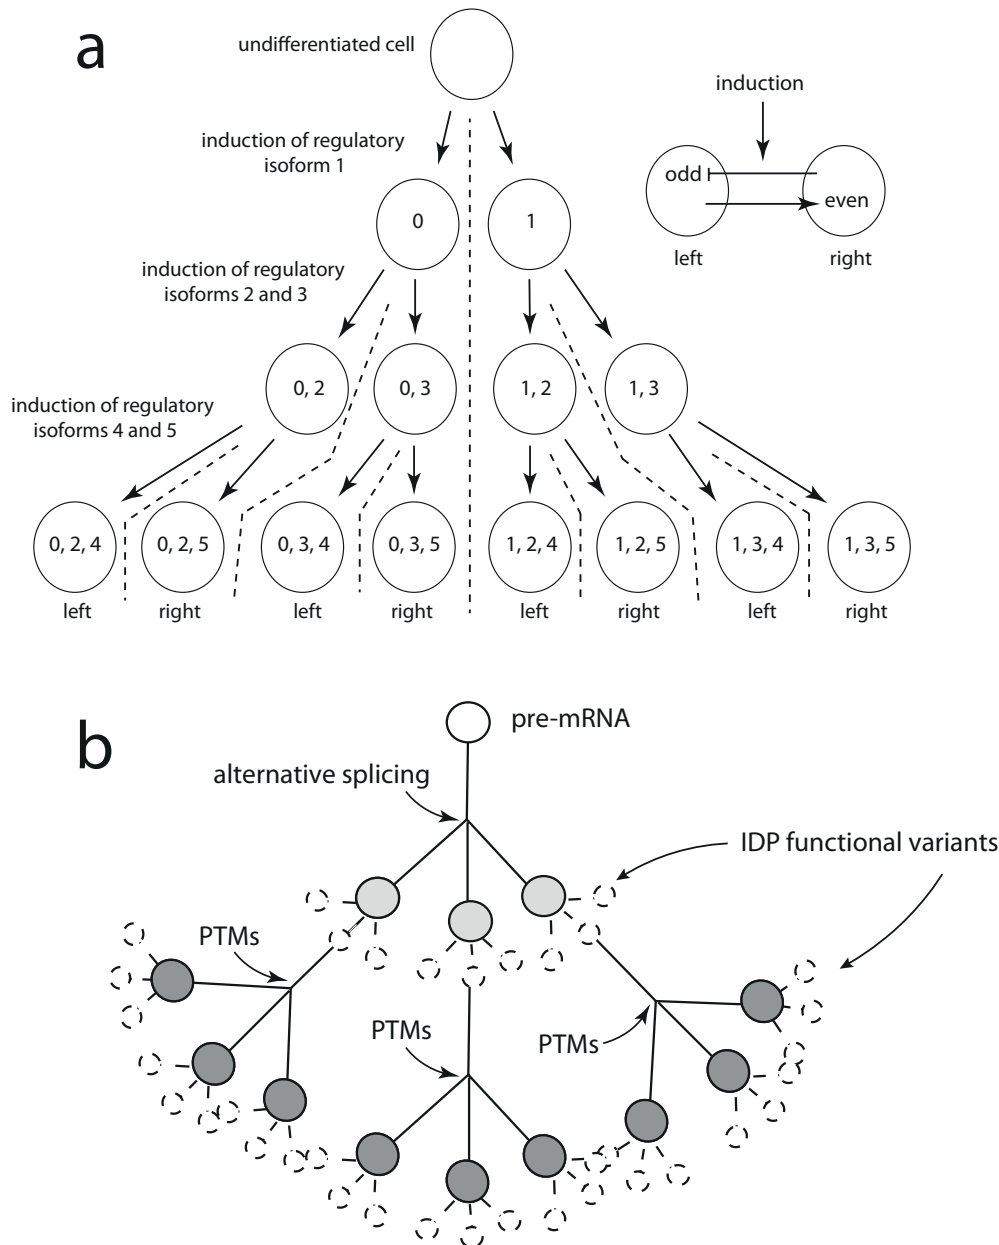 a
undifferentiated cell
induction
induction of regulatory
isoform 1
odd
even
left
right
0
1
induction of regulatory
isoforms 2 and 3
0, 2
0, 3
1, 2
1, 3
induction of regulatory
isoforms 4 and 5
0, 2, 4
0, 2, 5
0, 3, 4
0, 3, 5
1, 2, 4
1, 2, 5
1, 3, 4
1, 3, 5
left
right
left
right
left
right
left
right
b
pre-mRNA
alternative splicing
IDP functional variants
PTMs
PTMs
PTMs